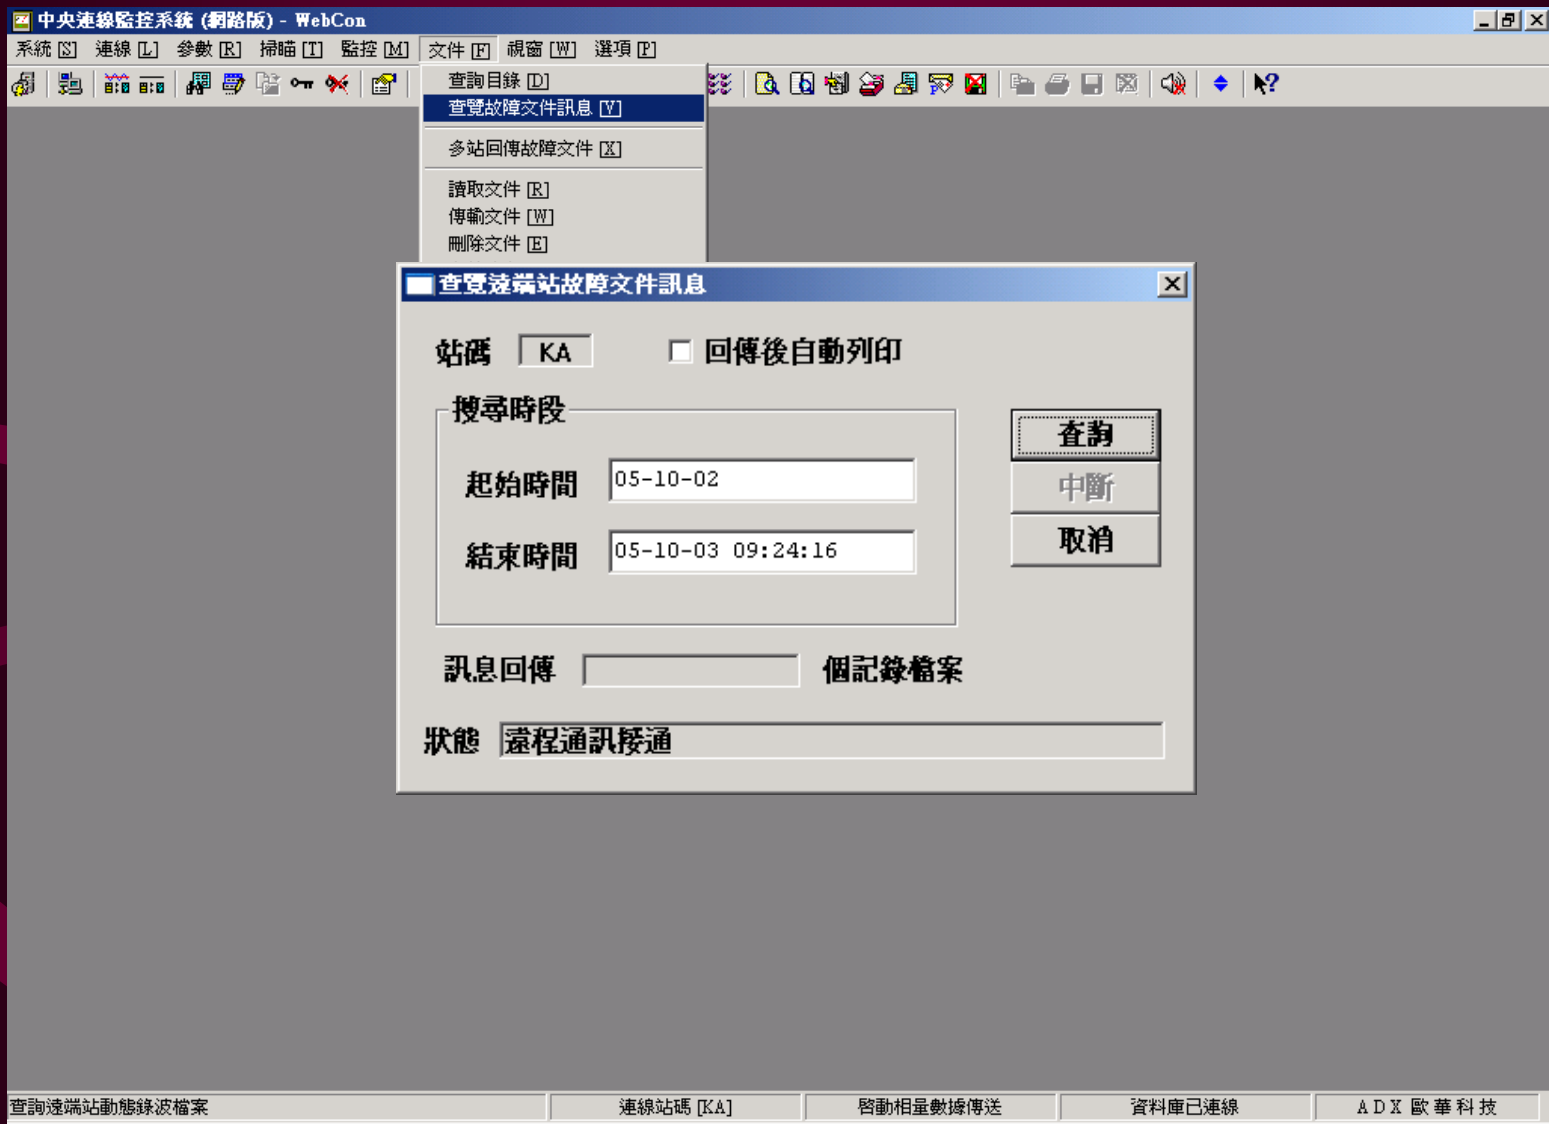 中央連線監控系統 (網路版) - WebCon
系統 [S] 連線 [L] 參數 [R] 掃瞄 [T] 監控 [M] 文件 [F] 視窗 [W] 選項 [P]
查詢目錄 [D]
查覽故障文件訊息 [V]
多站回傳故障文件 [X]
讀取文件 [R]
傳輸文件 [W]
刪除文件 [E]
查覽遠端站故障文件訊息
站碼 KA 回傳後自動列印
搜尋時段
查詢
起始時間 05-10-02
中斷
取消
結束時間 05-10-03 09:24:16
訊息回傳 個記錄檔案
狀態 遠程通訊接通
查詢遠端站動態錄波檔案 連線站碼 [KA] 啓動相量數據傳送 資料庫已連線 ADX 歐華科技